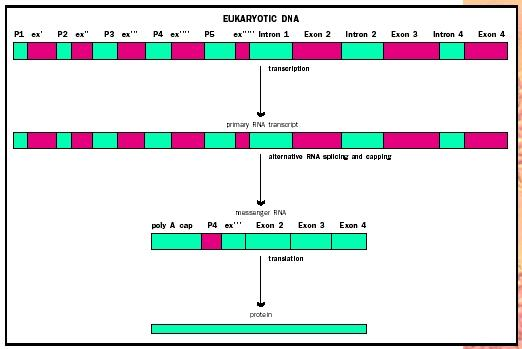 EUKARYOTIC DNA
P1 ex' P2 ex'' P3 ex''' P4 ex'''' P5 ex''''' Intron 1 Exon 2 Intron 2 Exon 3 Intron 4 Exon 4
transcription
primary RNA transcript
alternative RNA splicing and capping
messanger RNA
poly A cap P4 ex''' Exon 2 Exon 3 Exon 4
translation
protein